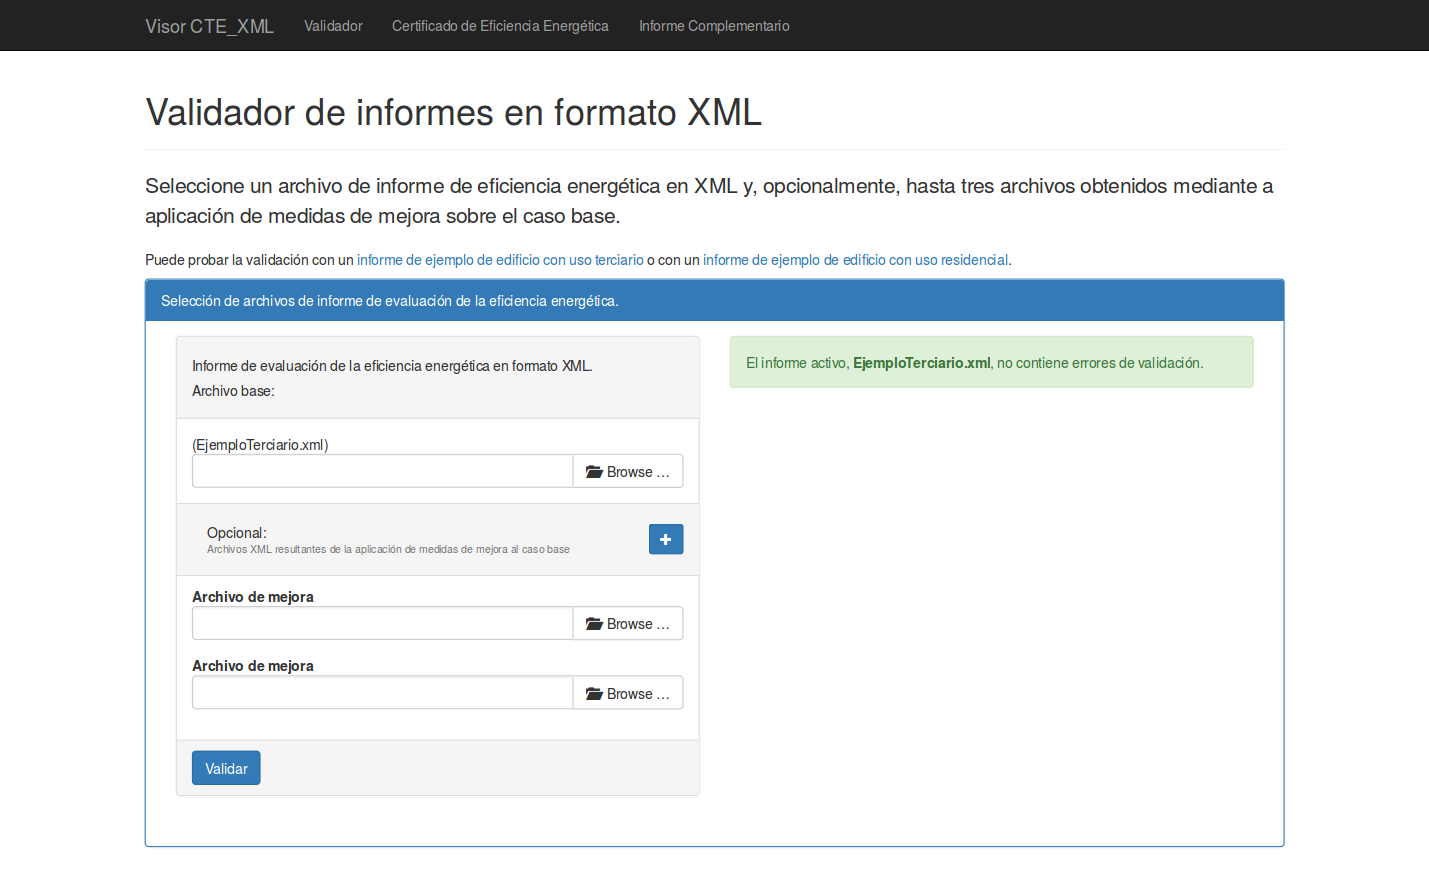 Visor CTE_XML Validador Certificado de Eficiencia Energética Informe Complementario
Validador de informes en formato XML
Seleccione un archivo de informe de eficiencia energética en XML y, opcionalmente, hasta tres archivos obtenidos mediante a
aplicación de medidas de mejora sobre el caso base.
Puede probar la validación con un informe de ejemplo de edificio con uso terciario o con un informe de ejemplo de edificio con uso residencial.
Selección de archivos de informe de evaluación de la eficiencia energética.
Informe de evaluación de la eficiencia energética en formato XML.
Archivo base:
(EjemploTerciario.xml)
Browse ...
Opcional:
Archivos XML resultantes de la aplicación de medidas de mejora al caso base
Archivo de mejora
Browse ...
Archivo de mejora
Browse ...
Validar
El informe activo, EjemploTerciario.xml, no contiene errores de validación.